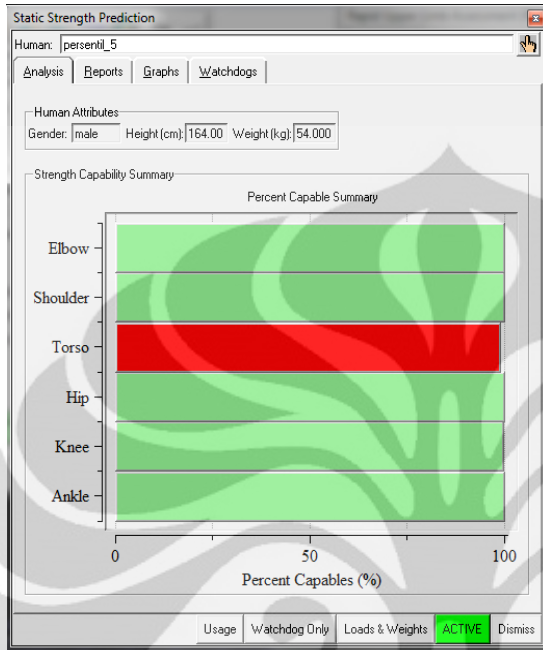 Static Strength Prediction
Human: persentil_5
Analysis Reports Graphs Watchdogs
Human Attributes
Gender: male Height (cm): 164.00 Weight (kg): 54.000
Strength Capability Summary
Percent Capable Summary
Elbow
Shoulder
Torso
Hip
Knee
Ankle
0 50 100
Percent Capables (%)
Usage Watchdog Only Loads & Weights ACTIVE Dismiss